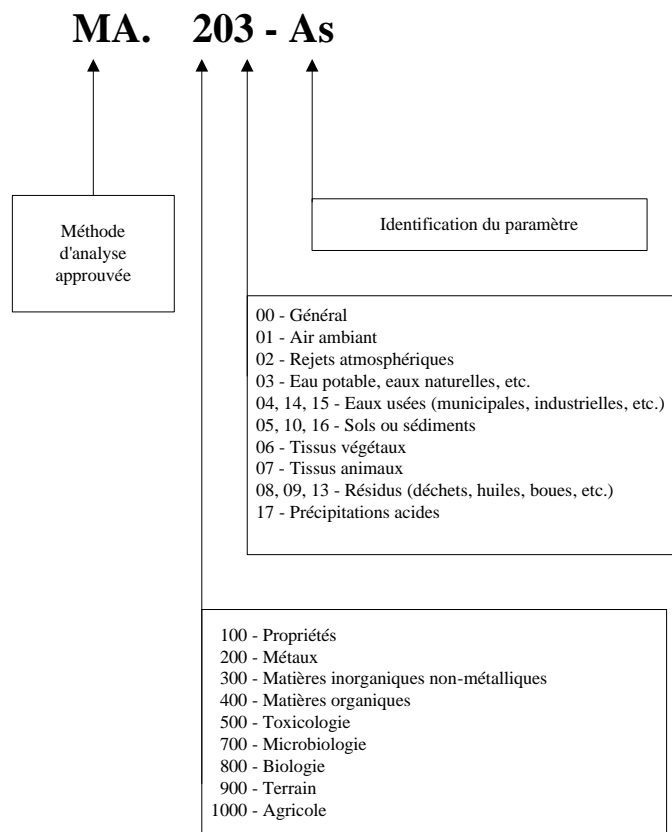 MA. 203 - As
Méthode
d'analyse
approuvée
Identification du paramètre
00 - Général
01 - Air ambiant
02 - Rejets atmosphériques
03 - Eau potable, eaux naturelles, etc.
04, 14, 15 - Eaux usées (municipales, industrielles, etc.)
05, 10, 16 - Sols ou sédiments
06 - Tissus végétaux
07 - Tissus animaux
08, 09, 13 - Résidus (déchets, huiles, boues, etc.)
17 - Précipitations acides
100 - Propriétés
200 - Métaux
300 - Matières inorganiques non-métalliques
400 - Matières organiques
500 - Toxicologie
700 - Microbiologie
800 - Biologie
900 - Terrain
1000 - Agricole